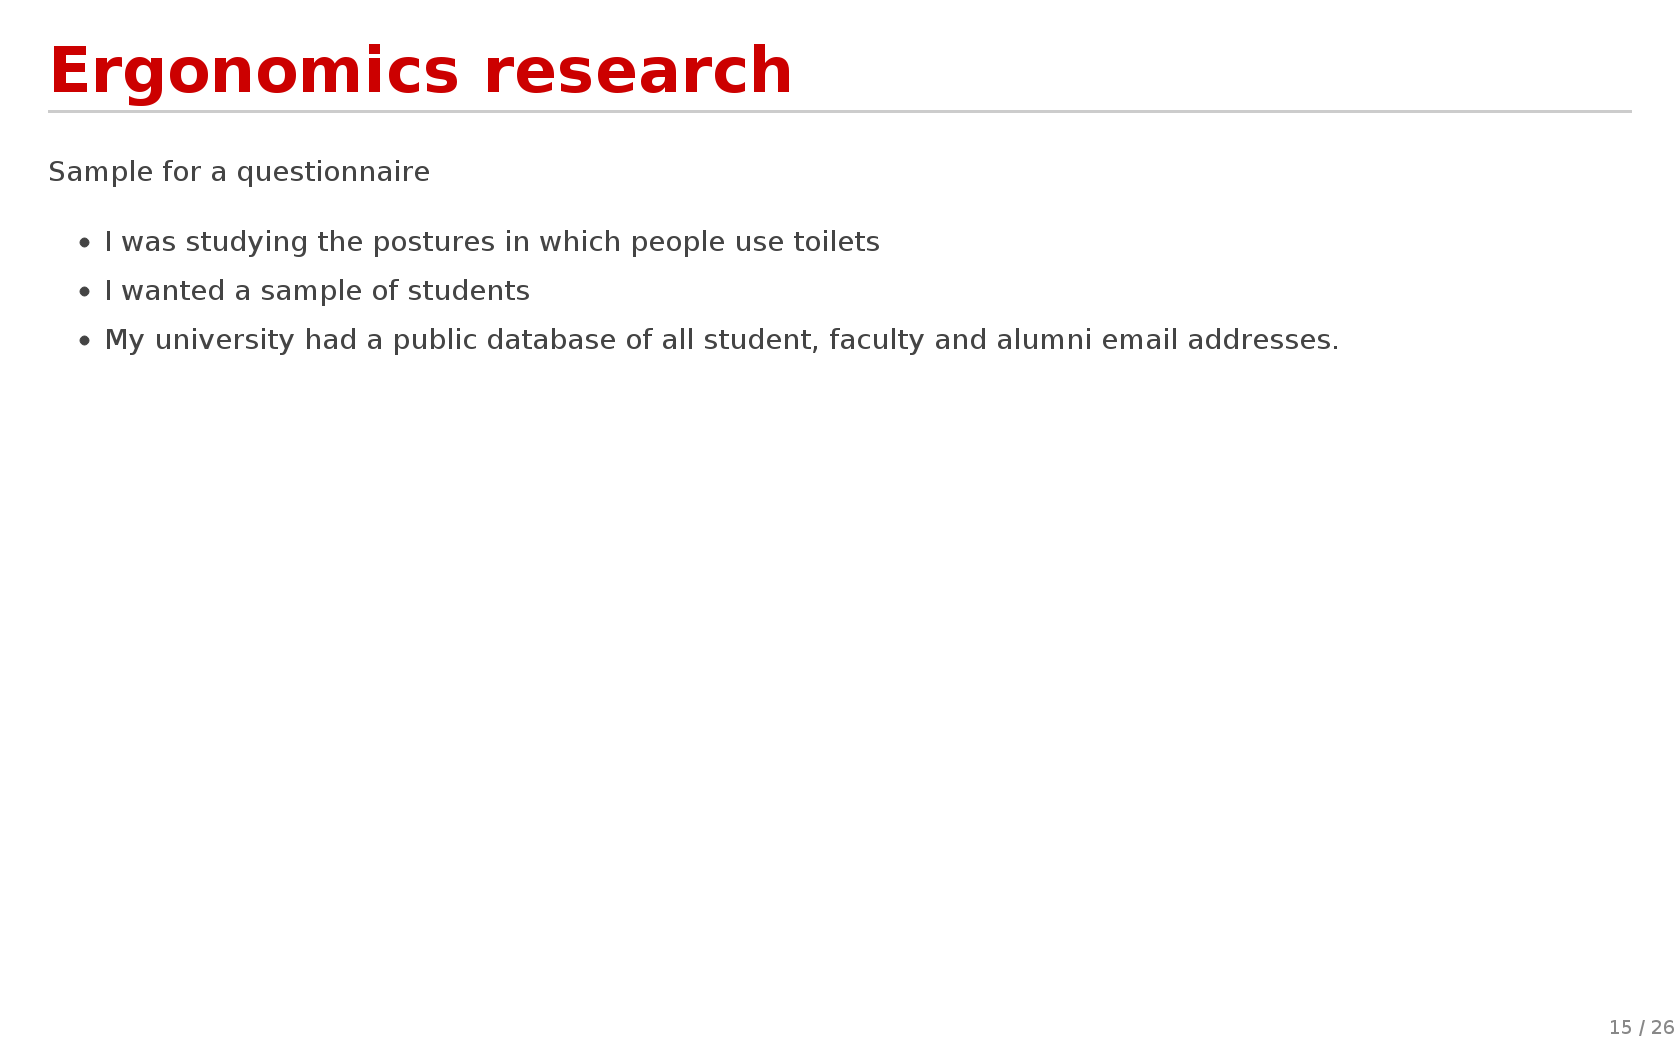 Ergonomics research
Sample for a questionnaire
• I was studying the postures in which people use toilets
• I wanted a sample of students
• My university had a public database of all student, faculty and alumni email addresses.
15 / 26